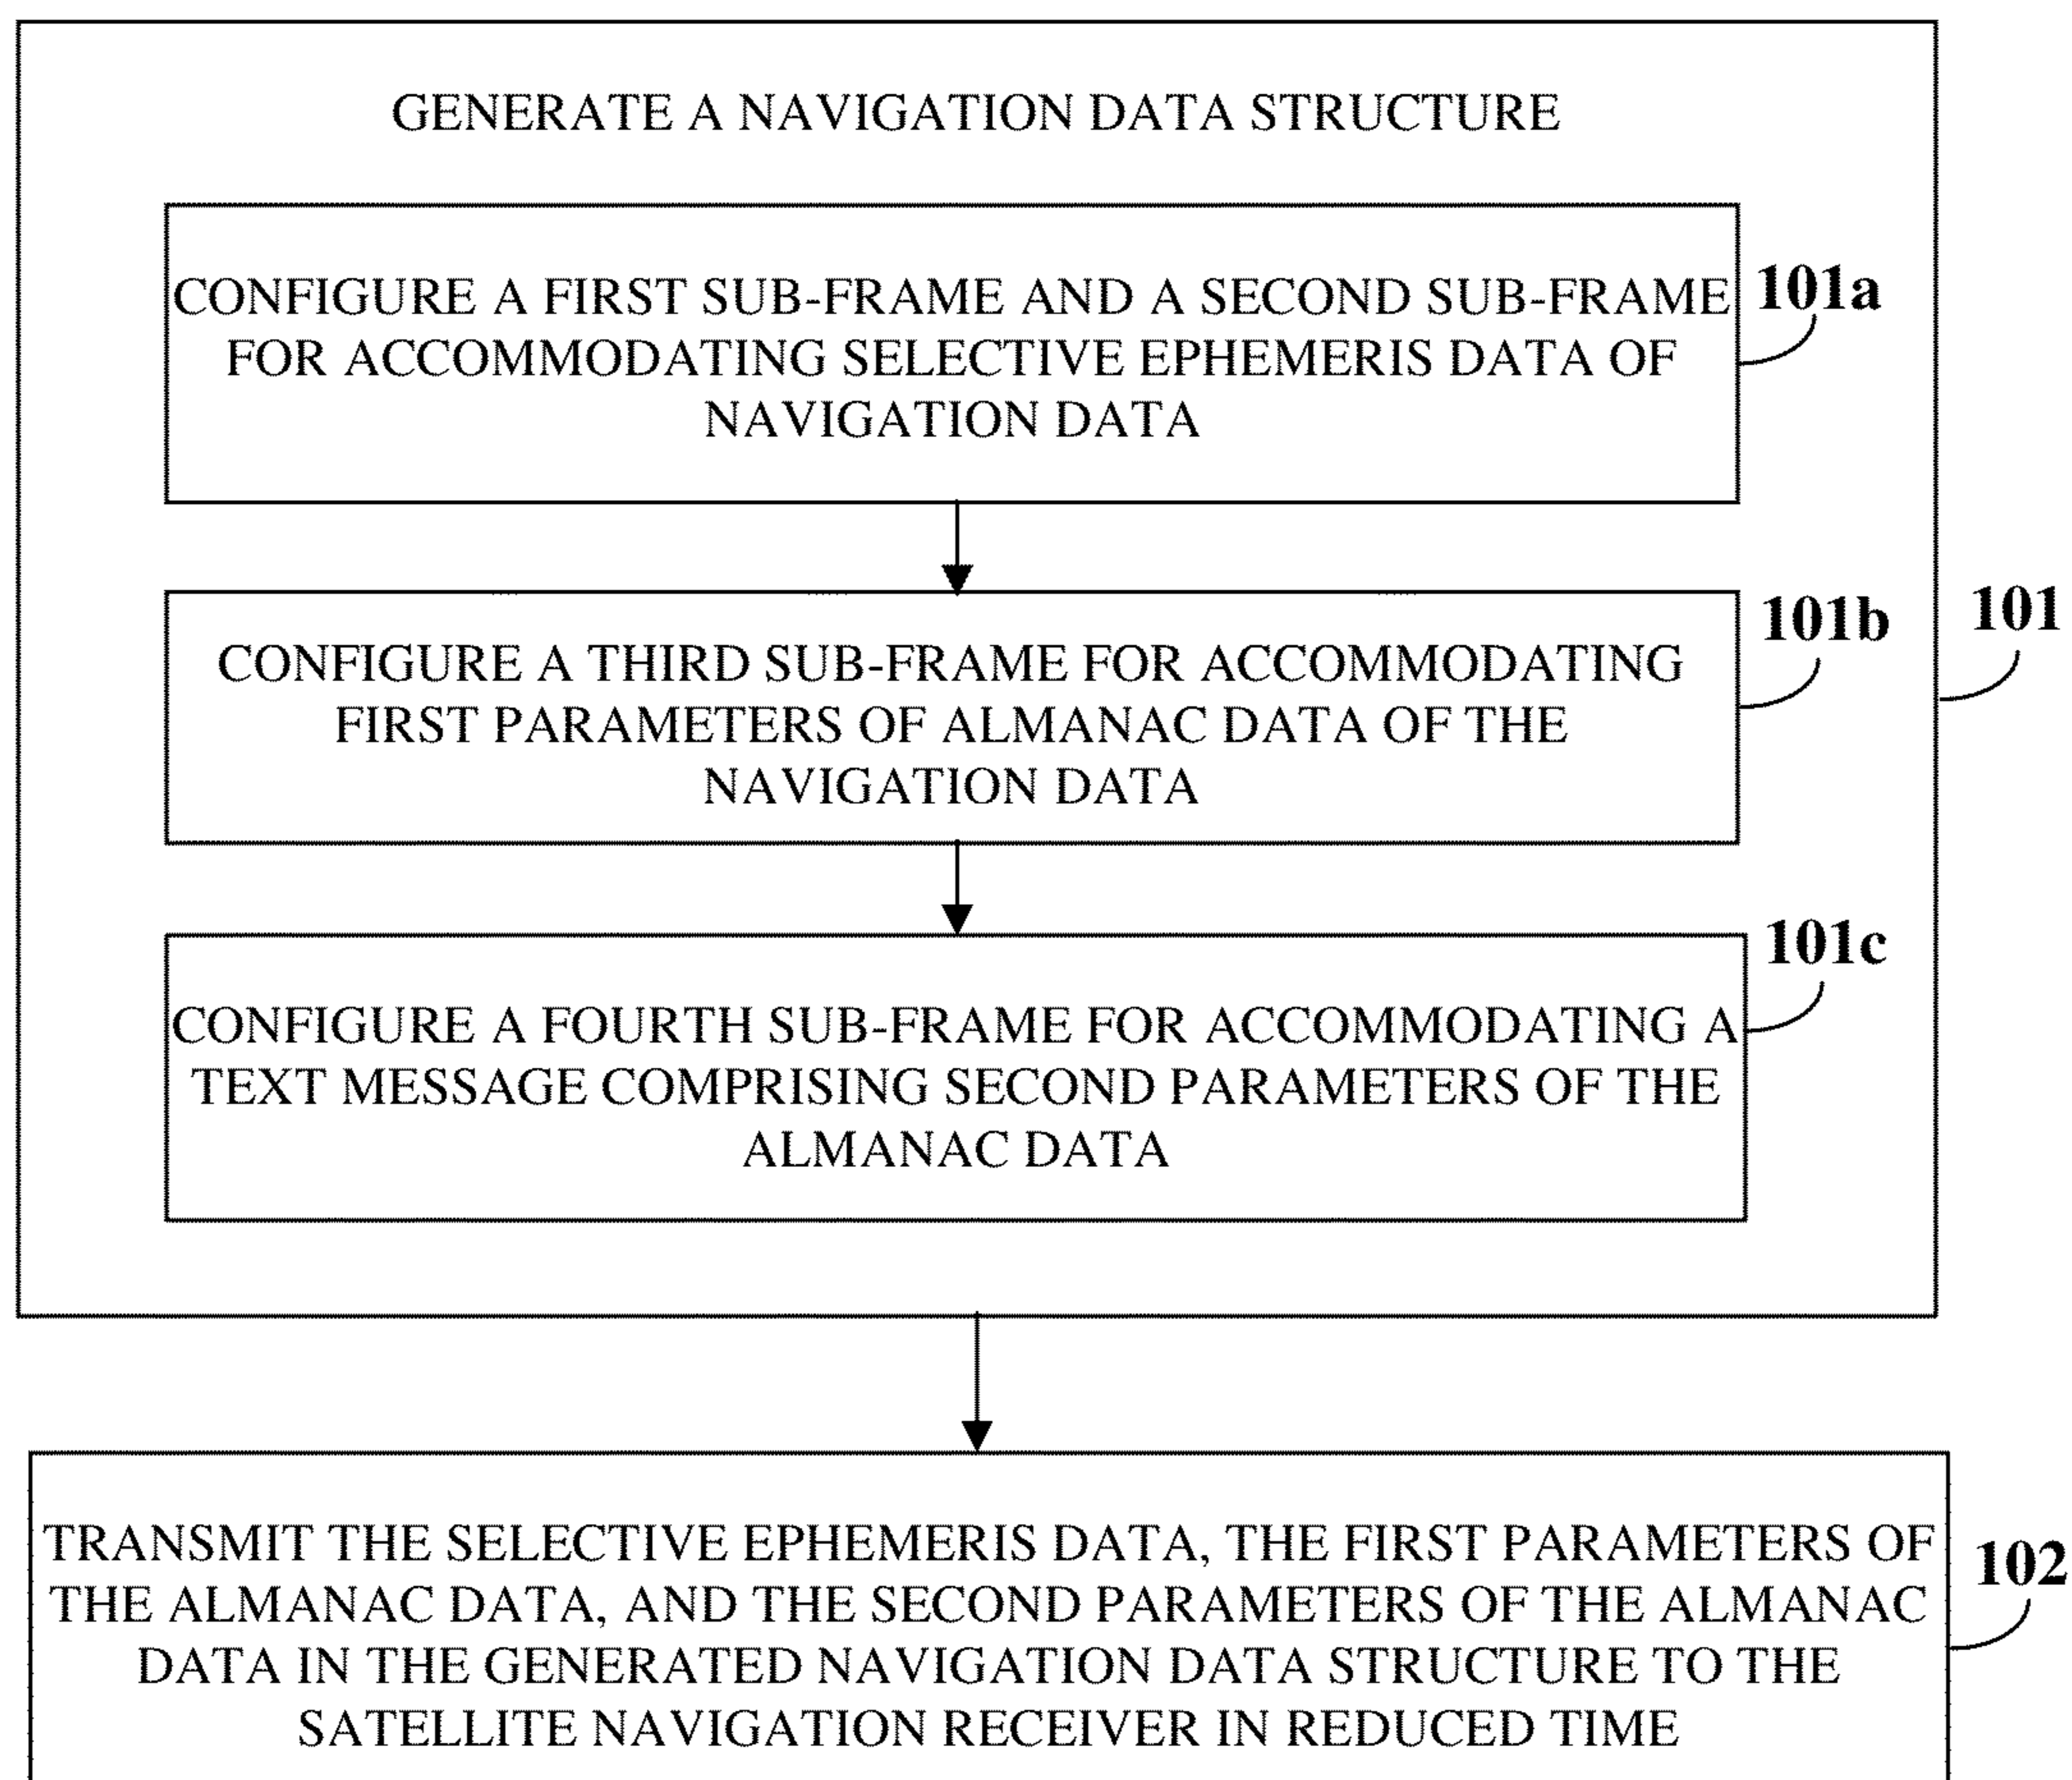 GENERATE A NAVIGATION DATA STRUCTURE
CONFIGURE A FIRST SUB-FRAME AND A SECOND SUB-FRAME
FOR ACCOMMODATING SELECTIVE EPHEMERIS DATA OF
NAVIGATION DATA
101a
CONFIGURE A THIRD SUB-FRAME FOR ACCOMMODATING
FIRST PARAMETERS OF ALMANAC DATA OF THE
NAVIGATION DATA
101b
101
CONFIGURE A FOURTH SUB-FRAME FOR ACCOMMODATING A
TEXT MESSAGE COMPRISING SECOND PARAMETERS OF THE
ALMANAC DATA
101c
TRANSMIT THE SELECTIVE EPHEMERIS DATA, THE FIRST PARAMETERS OF
THE ALMANAC DATA, AND THE SECOND PARAMETERS OF THE ALMANAC
DATA IN THE GENERATED NAVIGATION DATA STRUCTURE TO THE
SATELLITE NAVIGATION RECEIVER IN REDUCED TIME
102